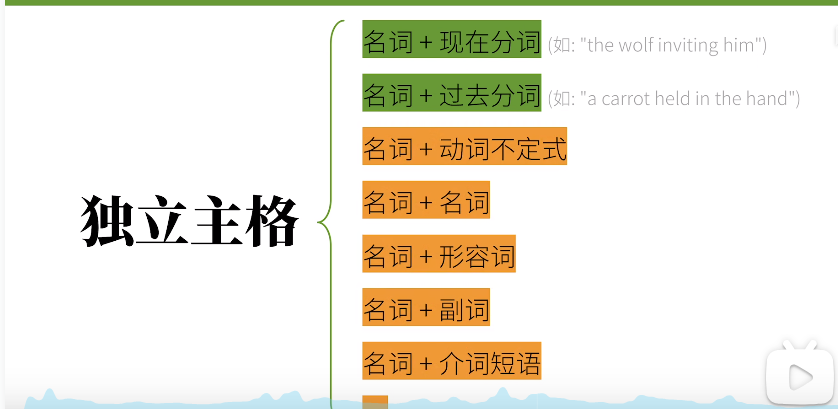 名词 + 现在分词 (如: "the wolf inviting him")
名词 + 过去分词 (如: "a carrot held in the hand")
名词 + 动词不定式
独立主格
名词 + 名词
名词 + 形容词
名词 + 副词
名词 + 介词短语